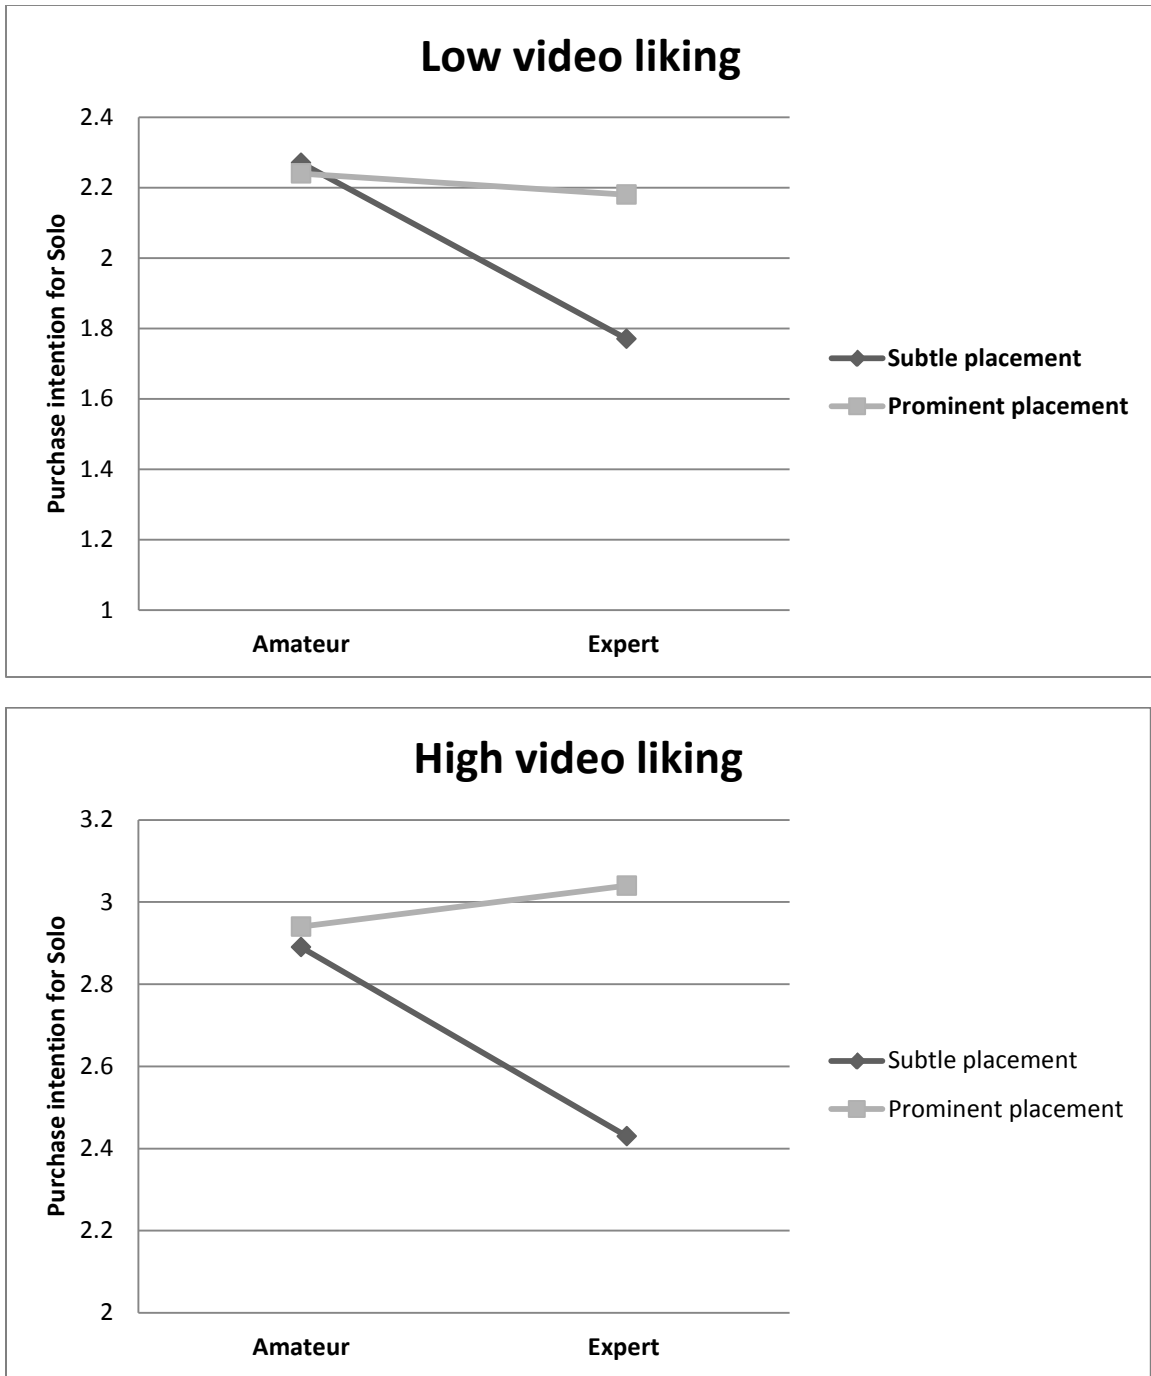 Low video liking
Purchase intention for Solo
2.4
2.2
2
1.8
1.6
1.4
1.2
1
Amateur Expert
Subtle placement
Prominent placement
High video liking
Purchase intention for Solo
3.2
3
2.8
2.6
2.4
2.2
2
Amateur Expert
Subtle placement
Prominent placement